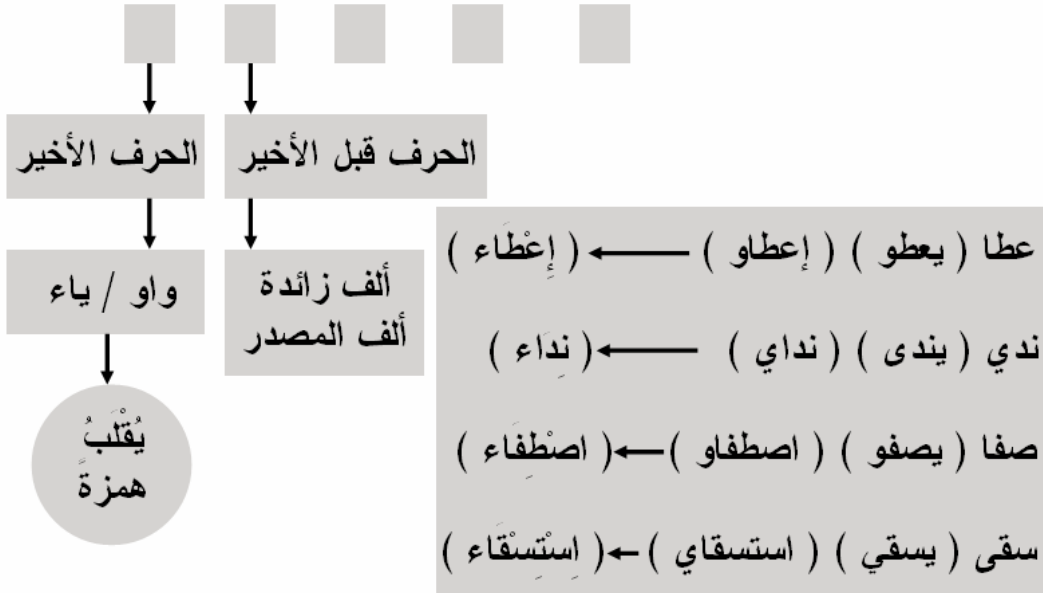 الحرف قبل الأخير
الحرف الأخير
ألف زائدة
ألف المصدر
واو / ياء
يُقْلَبُ
همزةً
عطا ( يعطو ) ( إعطاو ) ( إِعْطَاء )
ندي ( يندى ) ( نداي ) ( نِدَاء )
صفا ( يصفو ) ( اصطفاو ) ( اصْطِفَاء )
سقى ( يسقي ) ( استسقاي ) ( اِسْتِسْقَاء )